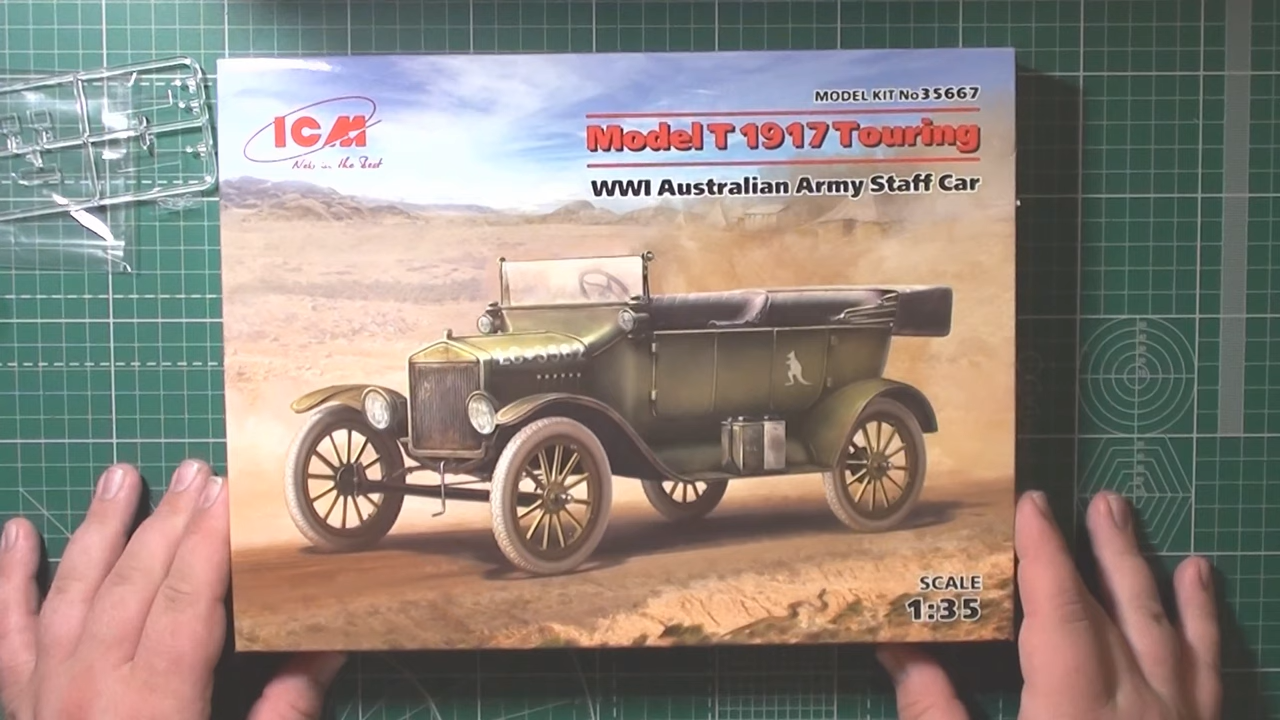 MODEL KIT No35667
ICM
Model T 1917 Touring
WWI Australian Army Staff Car
SCALE
1:35